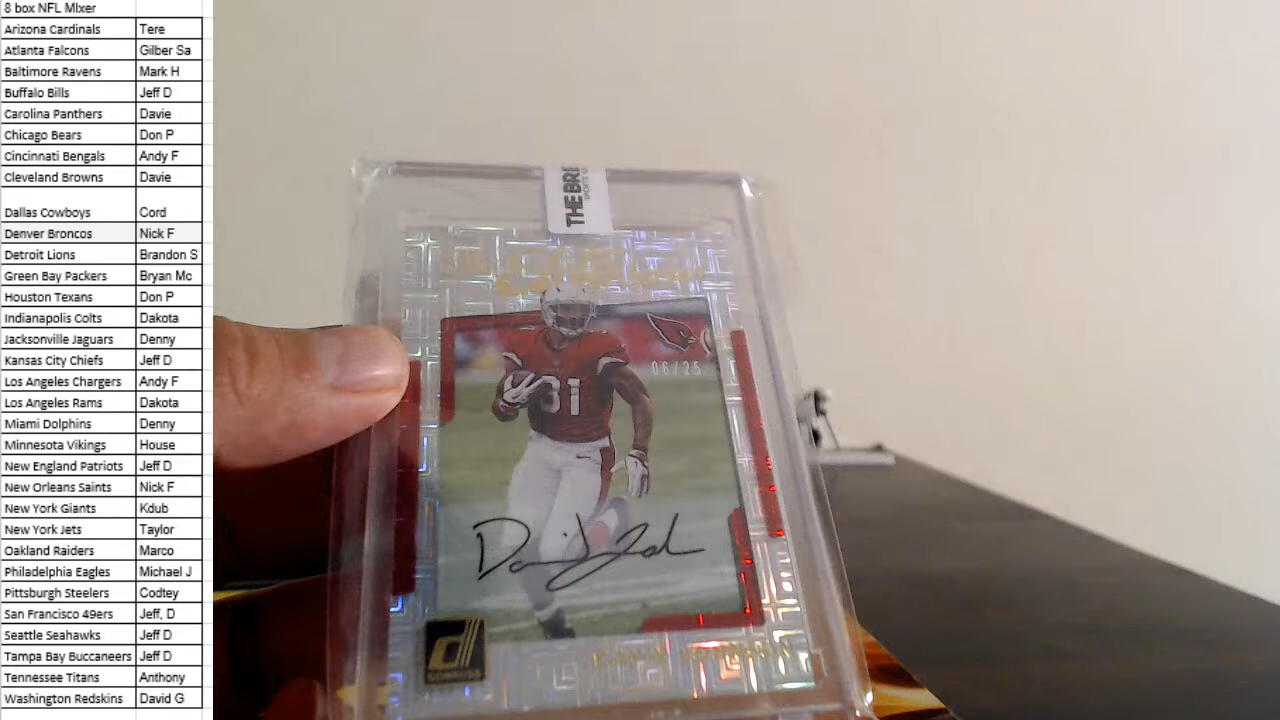 8 box NFL MIxer
Arizona Cardinals Tere
Atlanta Falcons Gilber Sa
Baltimore Ravens Mark H
Buffalo Bills Jeff D
Carolina Panthers Davie
Chicago Bears Don P
Cincinnati Bengals Andy F
Cleveland Browns Davie
Dallas Cowboys Cord
Denver Broncos Nick F
Detroit Lions Brandon S
Green Bay Packers Bryan Mc
Houston Texans Don P
Indianapolis Colts Dakota
Jacksonville Jaguars Denny
Kansas City Chiefs Jeff D
Los Angeles Chargers Andy F
Los Angeles Rams Dakota
Miami Dolphins Denny
Minnesota Vikings House
New England Patriots Jeff D
New Orleans Saints Nick F
New York Giants Kdub
New York Jets Taylor
Oakland Raiders Marco
Philadelphia Eagles Michael J
Pittsburgh Steelers Codtey
San Francisco 49ers Jeff, D
Seattle Seahawks Jeff D
Tampa Bay Buccaneers Jeff D
Tennessee Titans Anthony
Washington Redskins David G
THE BRE
06/25
31
DONRUSS